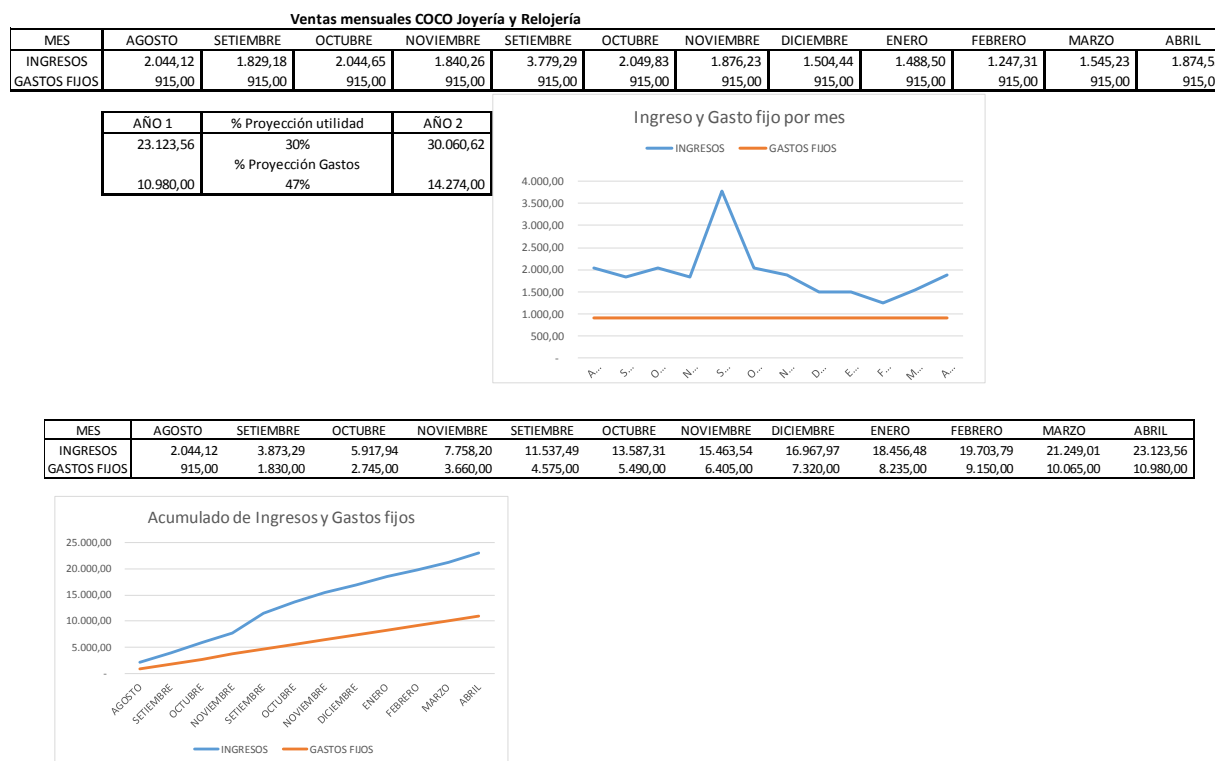 Ventas mensuales COCO Joyería y Relojería
MES AGOSTO SETIEMBRE OCTUBRE NOVIEMBRE SETIEMBRE OCTUBRE NOVIEMBRE DICIEMBRE ENERO FEBRERO MARZO ABRIL
INGRESOS 2.044,12 1.829,18 2.044,65 1.840,26 3.779,29 2.049,83 1.876,23 1.504,44 1.488,50 1.247,31 1.545,23 1.874,5
GASTOS FIJOS 915,00 915,00 915,00 915,00 915,00 915,00 915,00 915,00 915,00 915,00 915,00 915,0
AÑO 1 % Proyección utilidad AÑO 2
23.123,56 30% 30.060,62
% Proyección Gastos
10.980,00 47% 14.274,00
Ingreso y Gasto fijo por mes
INGRESOS GASTOS FIJOS
4.000,00
3.500,00
3.000,00
2.500,00
2.000,00
1.500,00
1.000,00
500,00
-
A... S... O... N... S... O... N... D... E... F... M... A...
MES AGOSTO SETIEMBRE OCTUBRE NOVIEMBRE SETIEMBRE OCTUBRE NOVIEMBRE DICIEMBRE ENERO FEBRERO MARZO ABRIL
INGRESOS 2.044,12 3.873,29 5.917,94 7.758,20 11.537,49 13.587,31 15.463,54 16.967,97 18.456,48 19.703,79 21.249,01 23.123,56
GASTOS FIJOS 915,00 1.830,00 2.745,00 3.660,00 4.575,00 5.490,00 6.405,00 7.320,00 8.235,00 9.150,00 10.065,00 10.980,00
Acumulado de Ingresos y Gastos fijos
25.000,00
20.000,00
15.000,00
10.000,00
5.000,00
-
AGOSTO SETIEMBRE OCTUBRE NOVIEMBRE SETIEMBRE OCTUBRE NOVIEMBRE DICIEMBRE ENERO FEBRERO MARZO ABRIL
INGRESOS GASTOS FIJOS